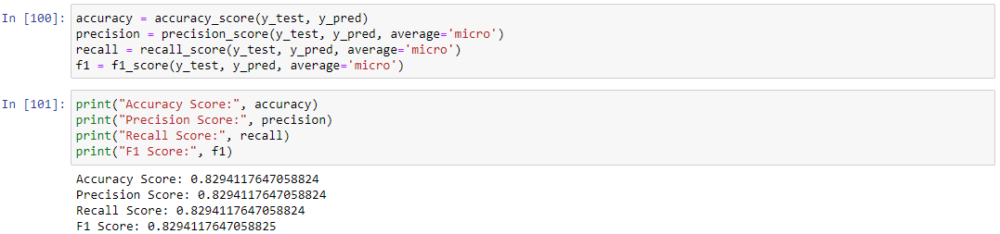 In [100]: accuracy = accuracy_score(y_test, y_pred)
precision = precision_score(y_test, y_pred, average='micro')
recall = recall_score(y_test, y_pred, average='micro')
f1 = f1_score(y_test, y_pred, average='micro')
In [101]: print("Accuracy Score:", accuracy)
print("Precision Score:", precision)
print("Recall Score:", recall)
print("F1 Score:", f1)
Accuracy Score: 0.8294117647058824
Precision Score: 0.8294117647058824
Recall Score: 0.8294117647058824
F1 Score: 0.8294117647058825